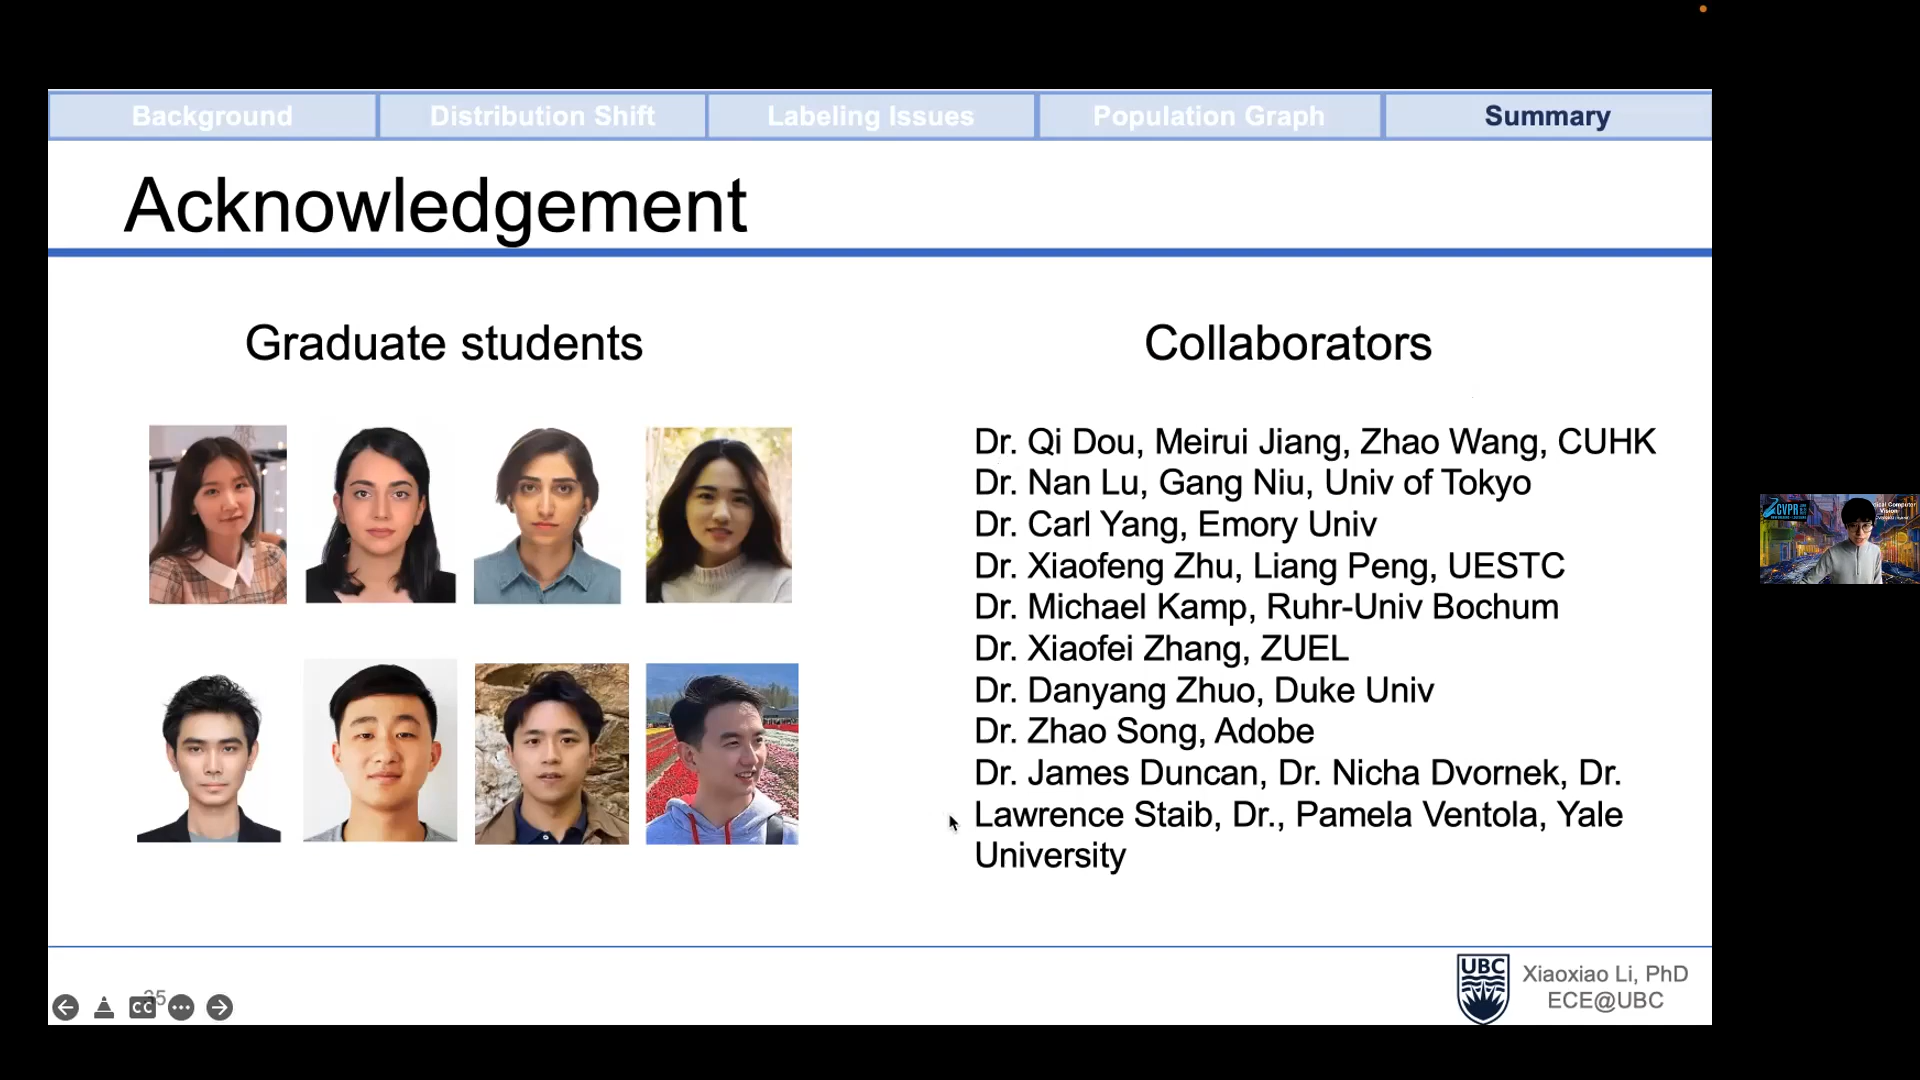 Background
Distribution Shift
Labeling Issues
Population Graph
Summary
Acknowledgement
Graduate students
Collaborators
Dr. Qi Dou, Meirui Jiang, Zhao Wang, CUHK
Dr. Nan Lu, Gang Niu, Univ of Tokyo
Dr. Carl Yang, Emory Univ
Dr. Xiaofeng Zhu, Liang Peng, UESTC
Dr. Michael Kamp, Ruhr-Univ Bochum
Dr. Xiaofei Zhang, ZUEL
Dr. Danyang Zhuo, Duke Univ
Dr. Zhao Song, Adobe
Dr. James Duncan, Dr. Nicha Dvornek, Dr.
Lawrence Staib, Dr., Pamela Ventola, Yale
University
CVPR
Computer
Vision
CC
UBC
Xiaoxiao Li, PhD
ECE@UBC